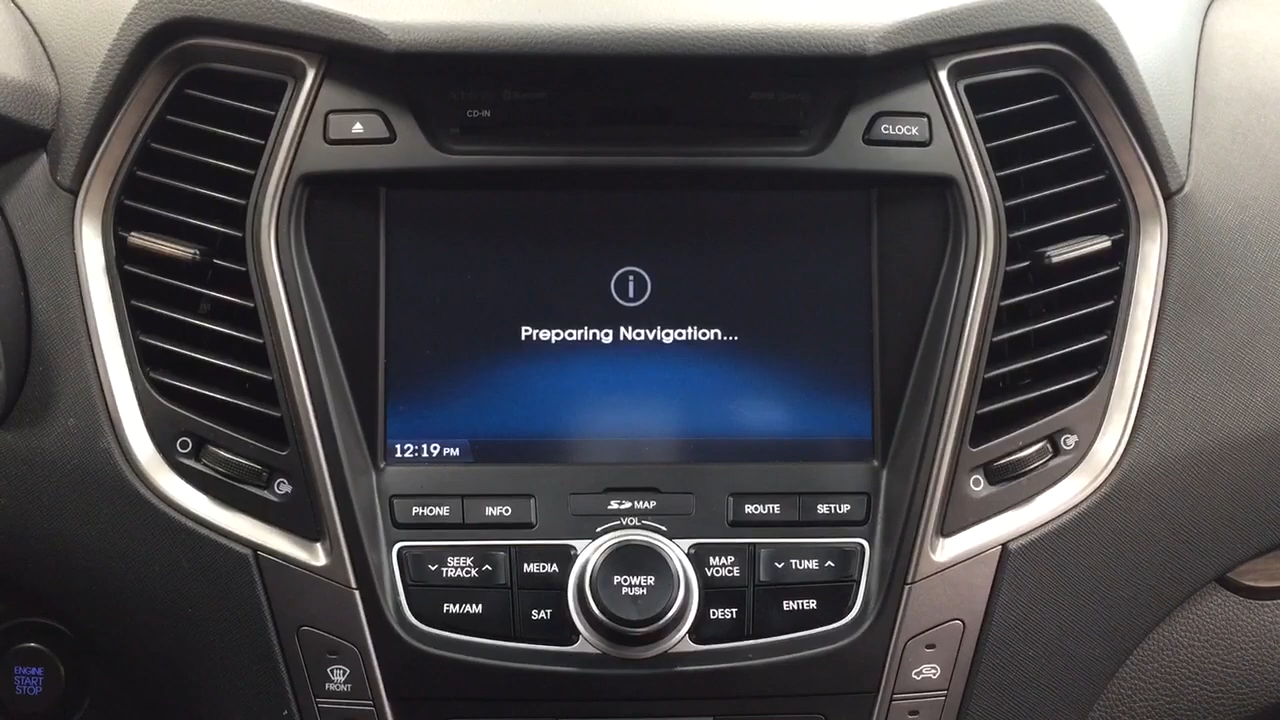 CD-IN
CLOCK
Preparing Navigation...
12:19 PM
PHONE
INFO
SD MAP
ROUTE
SETUP
VOL
SEEK
TRACK
MEDIA
POWER
PUSH
MAP
VOICE
TUNE
FM/AM
SAT
DEST
ENTER
ENGINE
START
STOP
FRONT